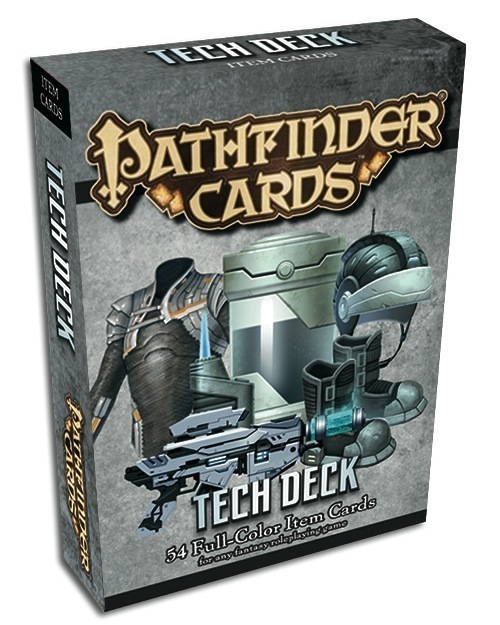 TECH DECK
ITEM CARDS
ITEM
CARDS
TECH DECK
PATHFINDER
CARDS
PATHFINDER®
CARDS™
TECH DECK
54 Full-Color Item Cards
for any fantasy roleplaying game